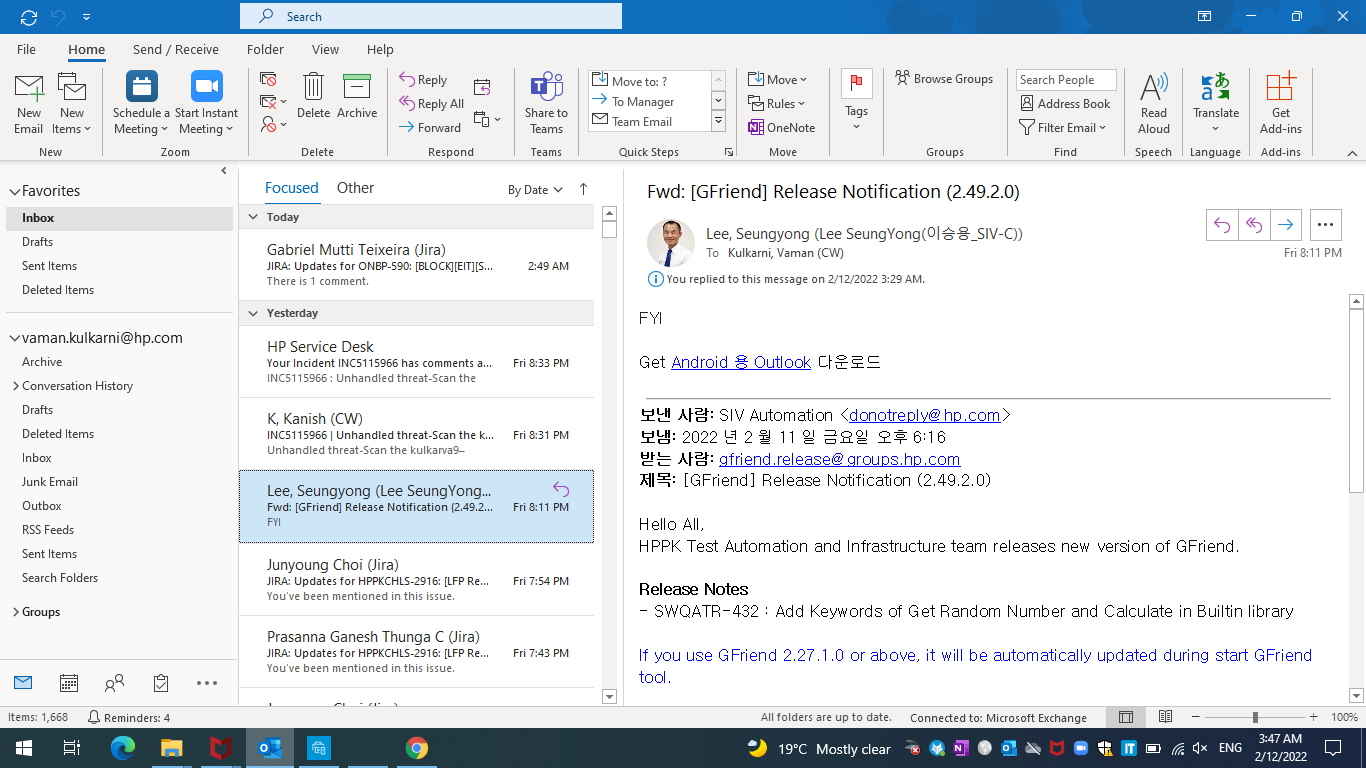 Search
File Home Send / Receive Folder View Help
New Email
New Items
New
Schedule a Meeting
Start Instant Meeting
Zoom
Delete
Archive
Delete
Reply
Reply All
Forward
Respond
Share to Teams
Teams
Move to: ?
To Manager
Team Email
Quick Steps
Move
Rules
OneNote
Move
Tags
Browse Groups
Groups
Search People
Address Book
Filter Email
Find
Read Aloud
Speech
Translate
Language
Get Add-ins
Add-ins
Favorites
Inbox
Drafts
Sent Items
Deleted Items
vaman.kulkarni@hp.com
Archive
Conversation History
Drafts
Deleted Items
Inbox
Junk Email
Outbox
RSS Feeds
Sent Items
Search Folders
Groups
Focused Other By Date
Today
Gabriel Mutti Teixeira (Jira)
JIRA: Updates for ONBP-590: [BLOCK][EIT][S... 2:49 AM
There is 1 comment.
Yesterday
HP Service Desk
Your Incident INC5115966 has comments a... Fri 8:33 PM
INC5115966 : Unhandled threat-Scan the
K, Kanish (CW)
INC5115966 | Unhandled threat-Scan the k... Fri 8:31 PM
Unhandled threat-Scan the kulkarva9–
Lee, Seungyong (Lee SeungYong...
Fwd: [GFriend] Release Notification (2.49.2... Fri 8:11 PM
FYI
Junyoung Choi (Jira)
JIRA: Updates for HPPKCHLS-2916: [LFP Re... Fri 7:54 PM
You've been mentioned in this issue.
Prasanna Ganesh Thunga C (Jira)
JIRA: Updates for HPPKCHLS-2916: [LFP Re... Fri 7:43 PM
You've been mentioned in this issue.
Fwd: [GFriend] Release Notification (2.49.2.0)
Lee, Seungyong (Lee SeungYong(이승용_SIV-C))
To Kulkarni, Vaman (CW)
Fri 8:11 PM
You replied to this message on 2/12/2022 3:29 AM.
FYI
Get Android 용 Outlook 다운로드
보낸 사람: SIV Automation <donotreply@hp.com>
보냄: 2022 년 2 월 11 일 금요일 오후 6:16
받는 사람: gfriend.release@groups.hp.com
제목: [GFriend] Release Notification (2.49.2.0)
Hello All,
HPPK Test Automation and Infrastructure team releases new version of GFriend.
Release Notes
- SWQATR-432 : Add Keywords of Get Random Number and Calculate in Builtin library
If you use GFriend 2.27.1.0 or above, it will be automatically updated during start GFriend
tool.
Items: 1,668 Reminders: 4 All folders are up to date. Connected to: Microsoft Exchange 100%
19°C Mostly clear ENG 3:47 AM
2/12/2022